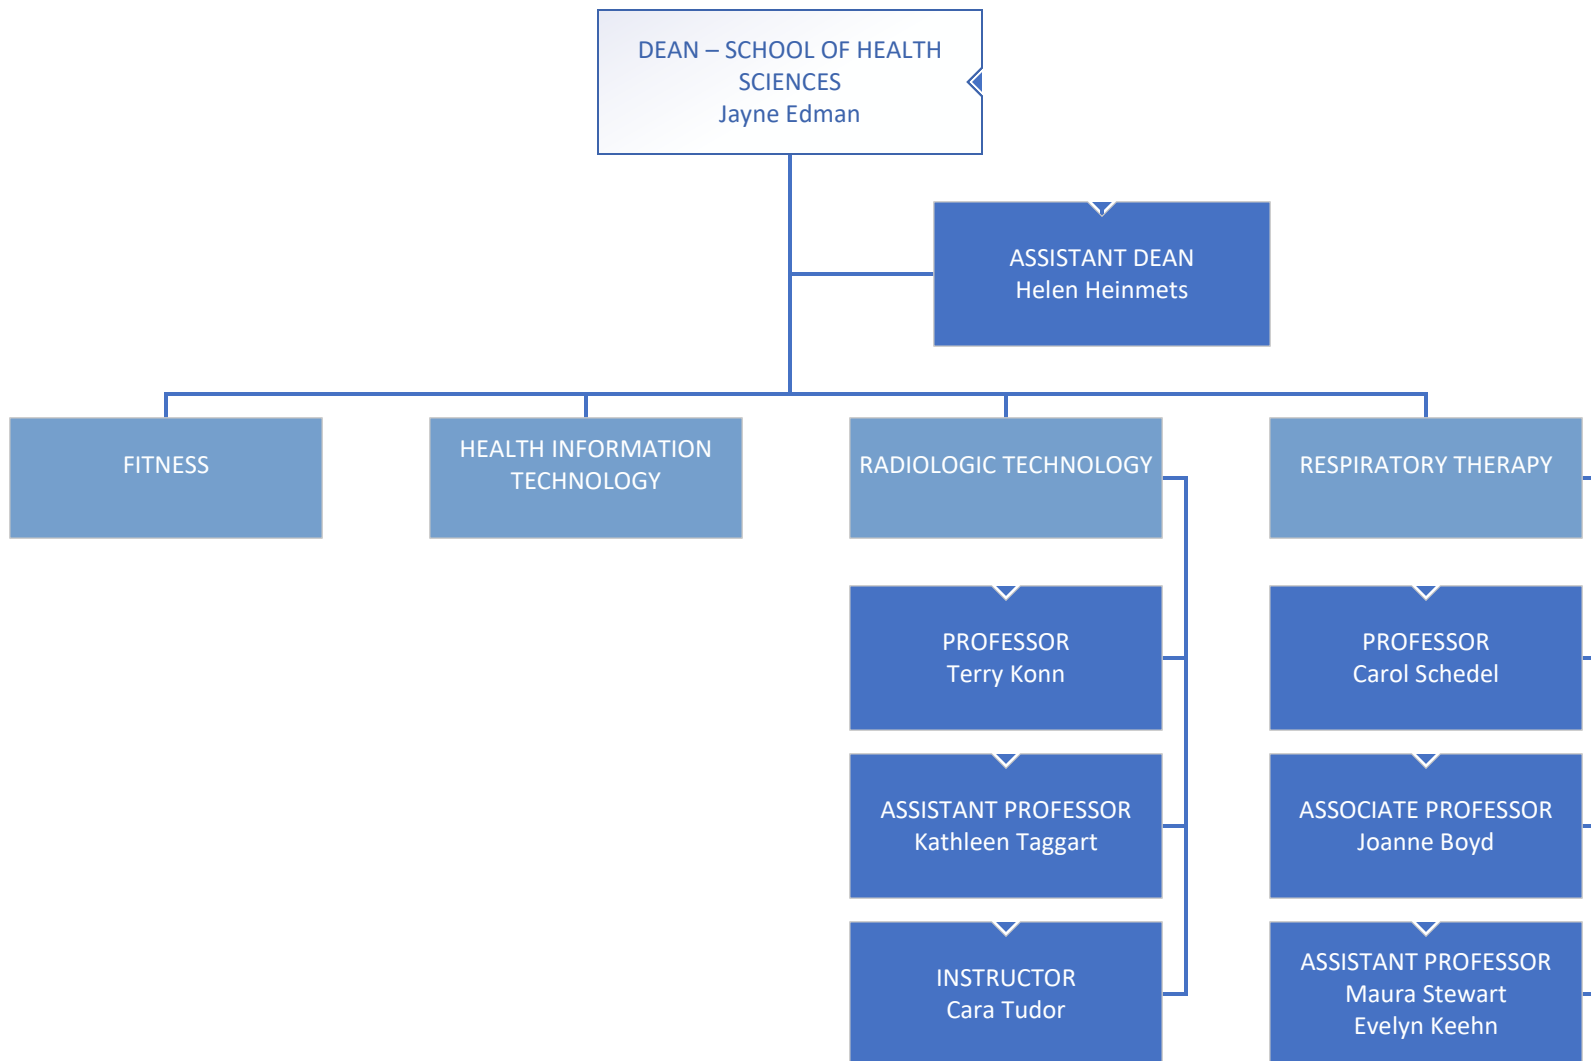 DEAN – SCHOOL OF HEALTH
SCIENCES
Jayne Edman
ASSISTANT DEAN
Helen Heinmets
FITNESS
HEALTH INFORMATION
TECHNOLOGY
RADIOLOGIC TECHNOLOGY
RESPIRATORY THERAPY
PROFESSOR
Terry Konn
PROFESSOR
Carol Schedel
ASSISTANT PROFESSOR
Kathleen Taggart
ASSOCIATE PROFESSOR
Joanne Boyd
INSTRUCTOR
Cara Tudor
ASSISTANT PROFESSOR
Maura Stewart
Evelyn Keehn